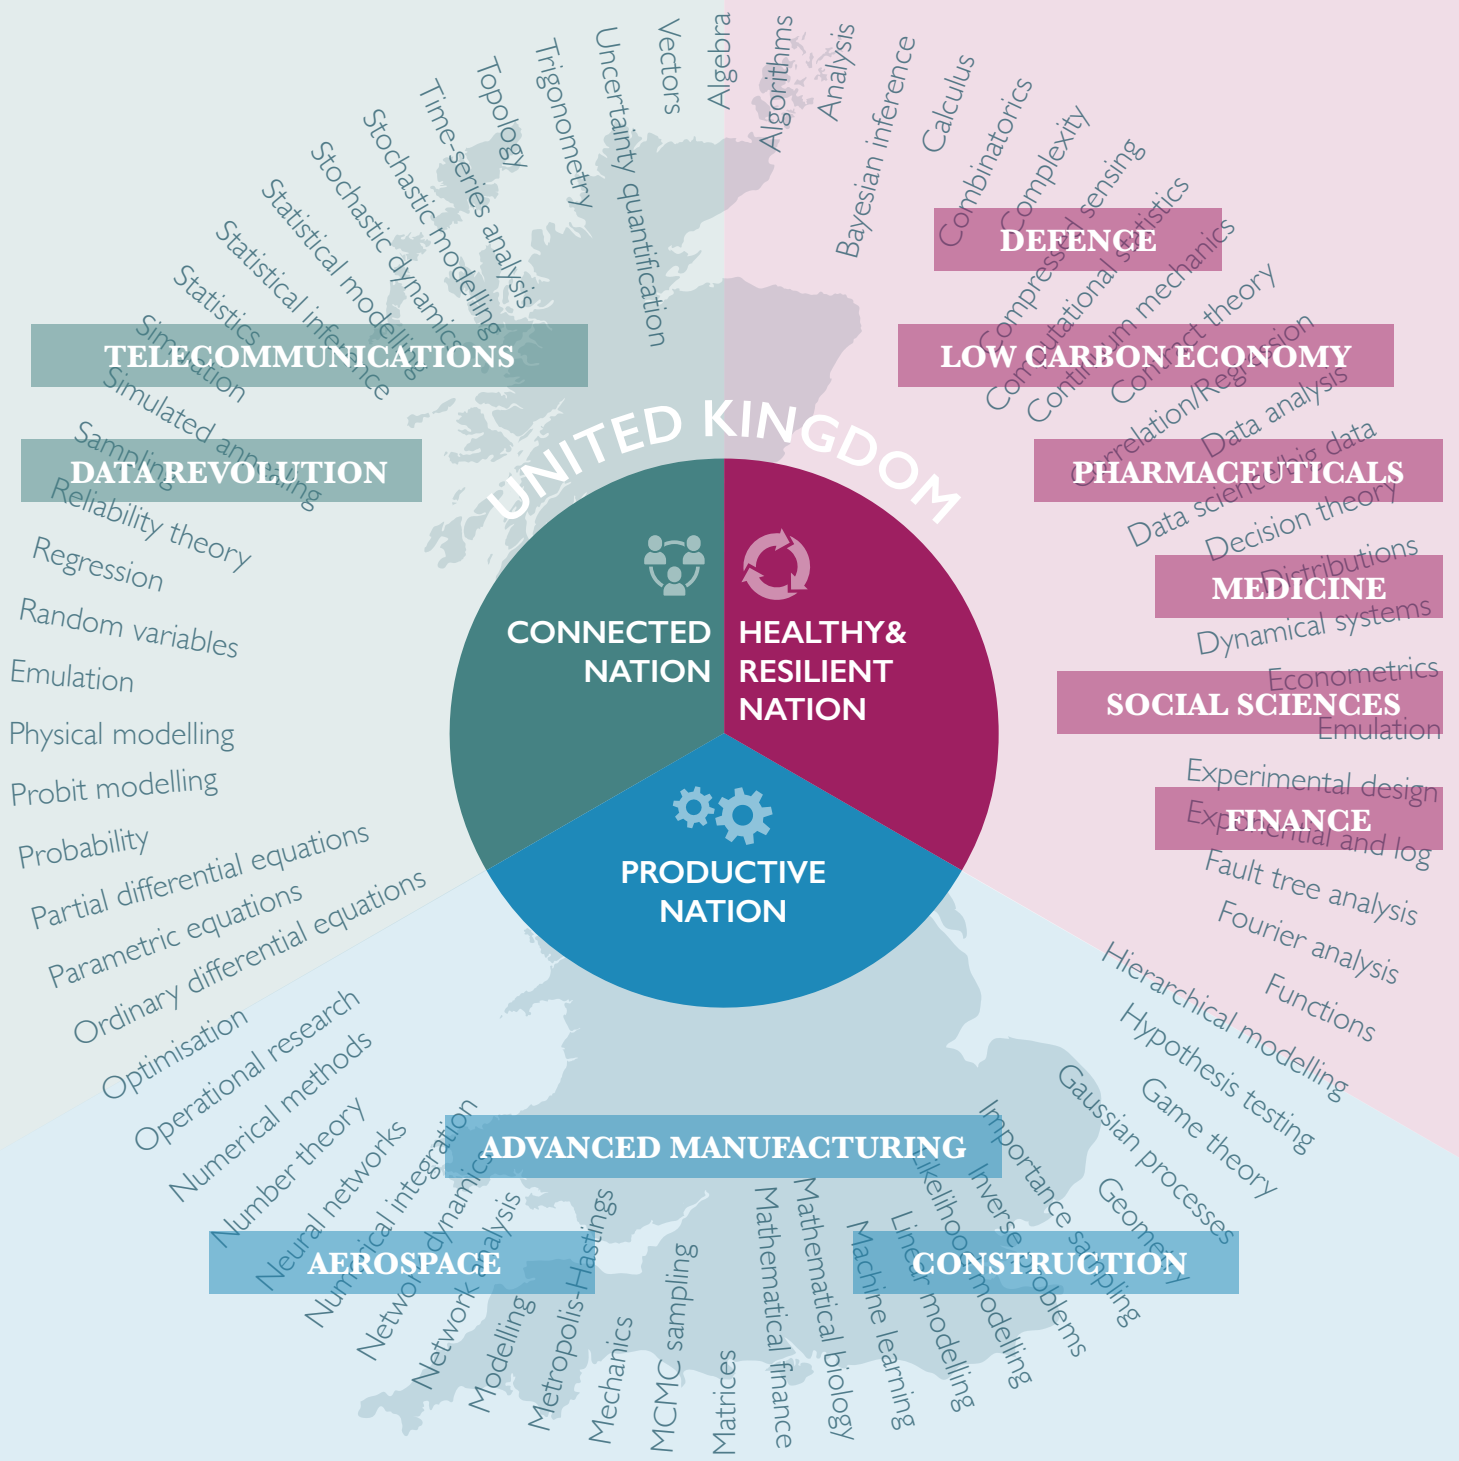 Algebra
Algorithms
Analysis
Bayesian inference
Calculus
Combinatorics
Complexity
Compressed sensing
Computational statistics
Continuum mechanics
Contract theory
Correlation/Regression
Data analysis
Data science/big data
Decision theory
Distributions
Dynamical systems
Econometrics
Emulation
Experimental design
Exponential and log
Fault tree analysis
Fourier analysis
Functions
Hierarchical modelling
Hypothesis testing
Game theory
Gaussian processes
Geometry
Importance sampling
Inverse problems
Likelihood modelling
Linear modelling
Machine learning
Mathematical biology
Mathematical finance
Matrices
MCMC sampling
Mechanics
Metropolis-Hastings
Modelling
Network analysis
Network dynamics
Numerical integration
Neural networks
Number theory
Numerical methods
Operational research
Optimisation
Ordinary differential equations
Parametric equations
Partial differential equations
Probability
Probit modelling
Physical modelling
Emulation
Random variables
Regression
Reliability theory
Sampling
Simulated annealing
Simulation
Statistics
Statistical inference
Statistical modelling
Stochastic dynamics
Stochastic modelling
Time-series analysis
Topology
Trigonometry
Uncertainty quantification
Vectors
DEFENCE
LOW CARBON ECONOMY
PHARMACEUTICALS
MEDICINE
SOCIAL SCIENCES
FINANCE
TELECOMMUNICATIONS
DATA REVOLUTION
UNITED KINGDOM
CONNECTED
NATION
HEALTHY&
RESILIENT
NATION
PRODUCTIVE
NATION
ADVANCED MANUFACTURING
AEROSPACE
CONSTRUCTION